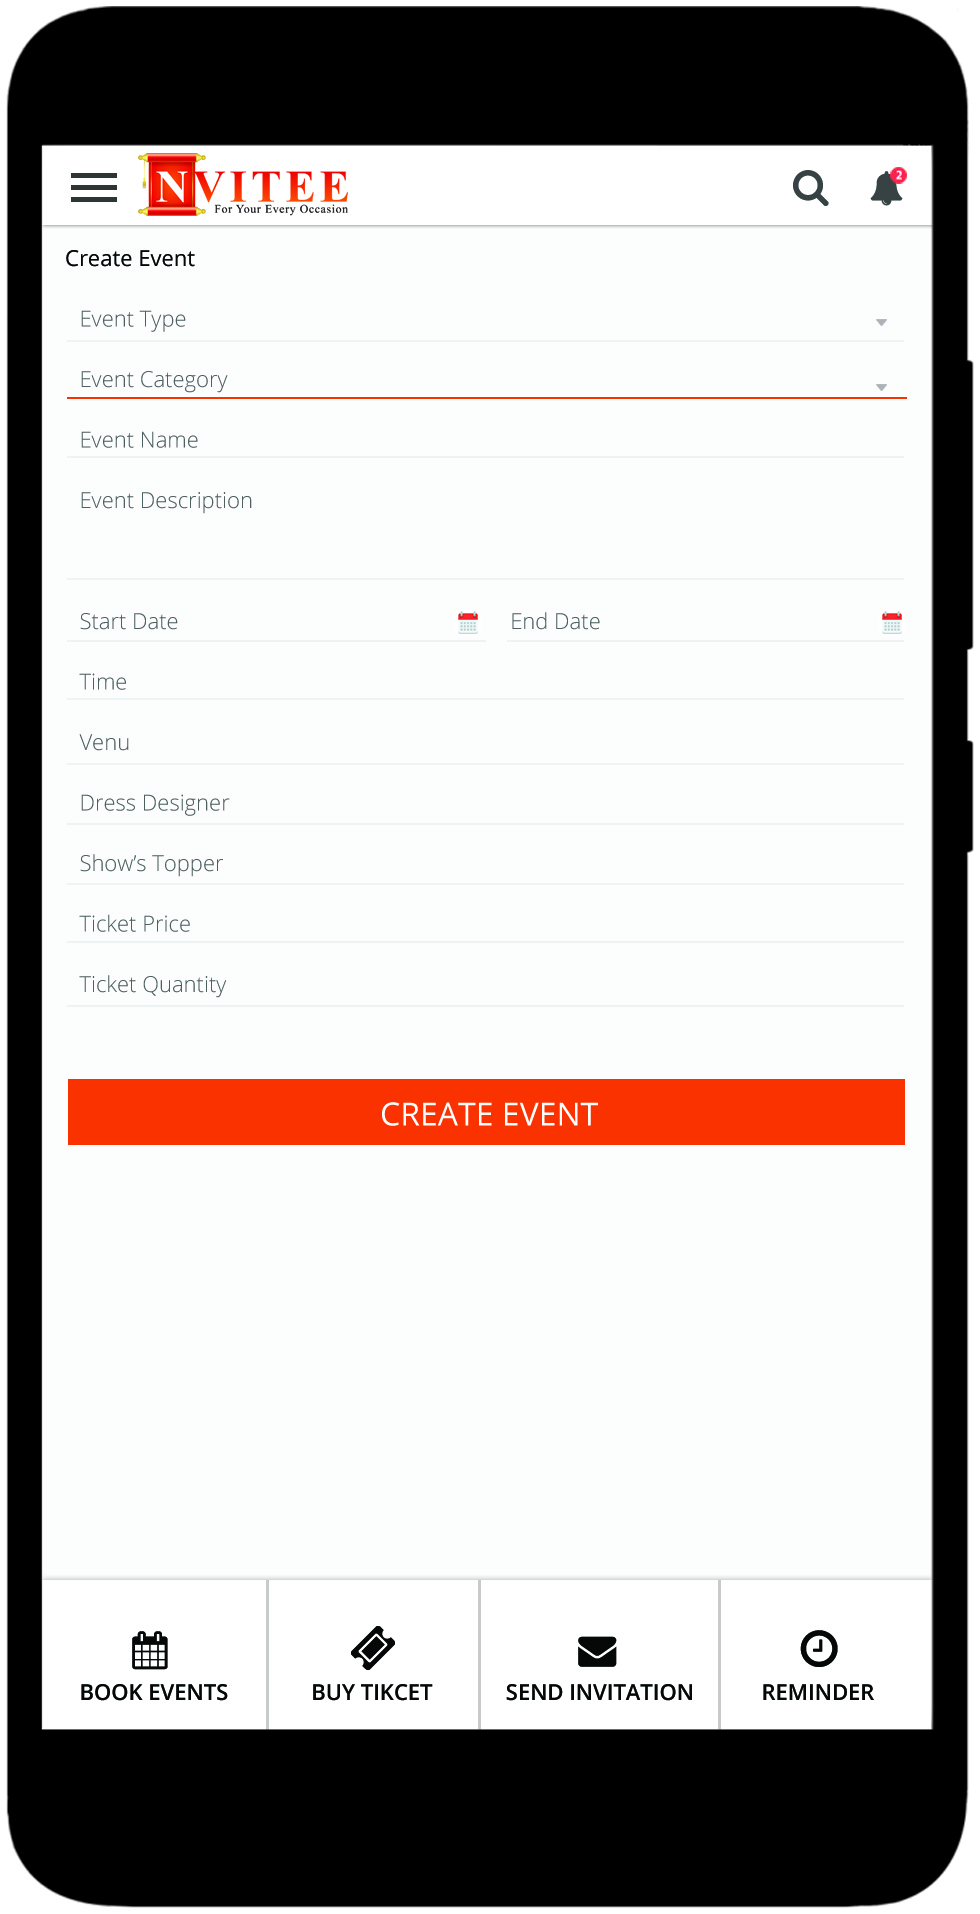 NVITEE
For Your Every Occasion
2
Create Event
Event Type
Event Category
Event Name
Event Description
Start Date
End Date
Time
Venu
Dress Designer
Show’s Topper
Ticket Price
Ticket Quantity
CREATE EVENT
BOOK EVENTS
BUY TIKCET
SEND INVITATION
REMINDER